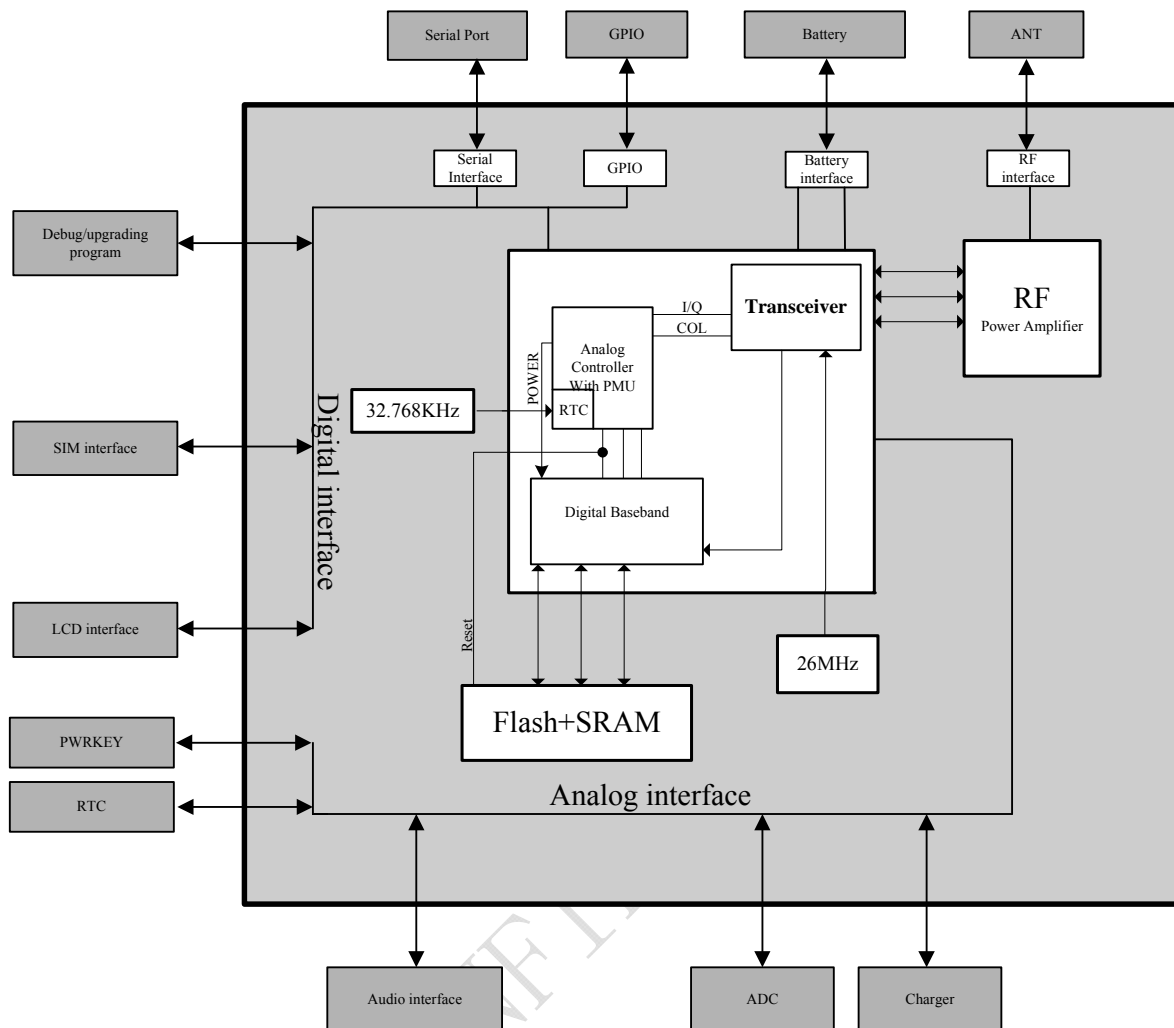 Serial Port
GPIO
Battery
ANT
Serial
Interface
GPIO
Battery
interface
RF
interface
Debug/upgrading
program
RF
Power Amplifier
Transceiver
I/Q
COL
Analog
Controller
With PMU
POWER
RTC
32.768KHz
Digital interface
SIM interface
Digital Baseband
LCD interface
Reset
26MHz
Flash+SRAM
PWRKEY
RTC
Analog interface
Audio interface
ADC
Charger